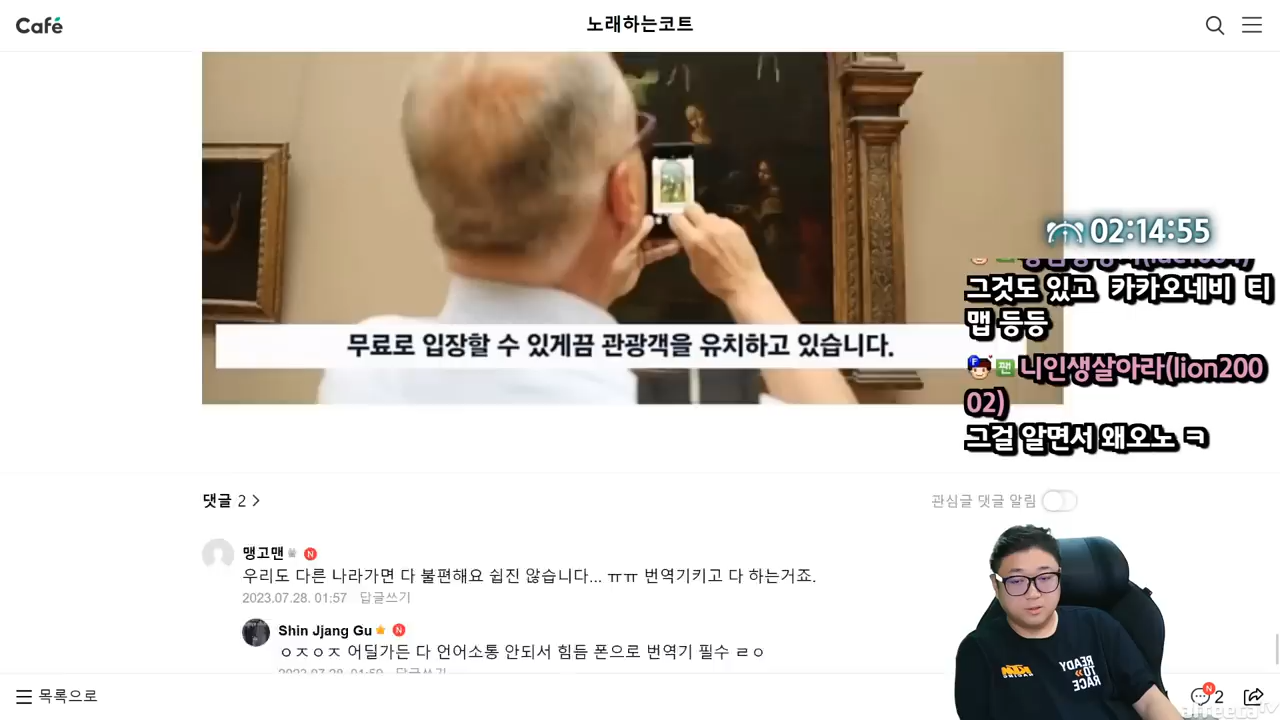 Café
노래하는코트
02:14:55
그것도 있고 카카오네비 티
맵 등등
팬 니인생살아라(lion200
02)
그걸 알면서 왜오노 ㅋ
무료로 입장할 수 있게끔 관광객을 유치하고 있습니다.
댓글 2
관심글 댓글 알림
맹고맨 N
우리도 다른 나라가면 다 불편해요 쉽진 않습니다... ㅠㅠ 번역기키고 다 하는거죠.
2023.07.28. 01:57 답글쓰기
Shin Jjang Gu N
ㅇㅈㅇㅈ 어딜가든 다 언어소통 안되서 힘듬 폰으로 번역기 필수 ㄹㅇ
READY
TO
RACE
목록으로
N
2